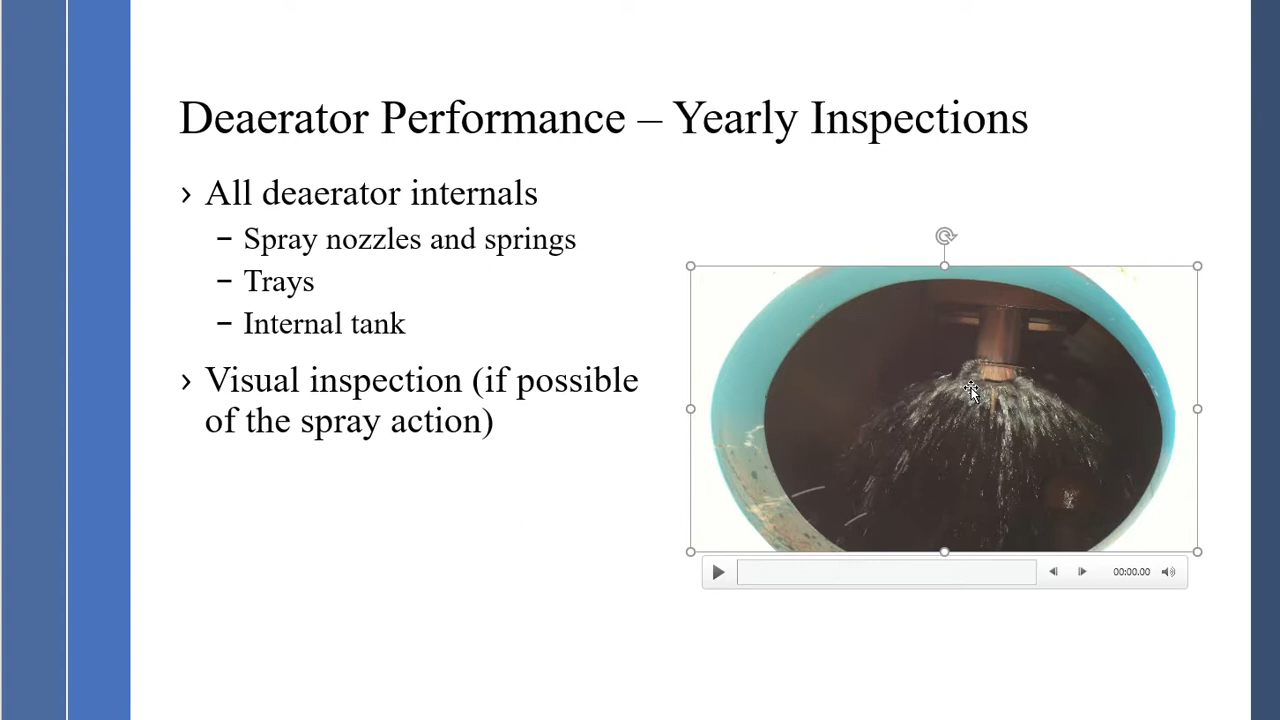 Deaerator Performance – Yearly Inspections
› All deaerator internals
– Spray nozzles and springs
– Trays
– Internal tank
› Visual inspection (if possible
of the spray action)
00:00.00